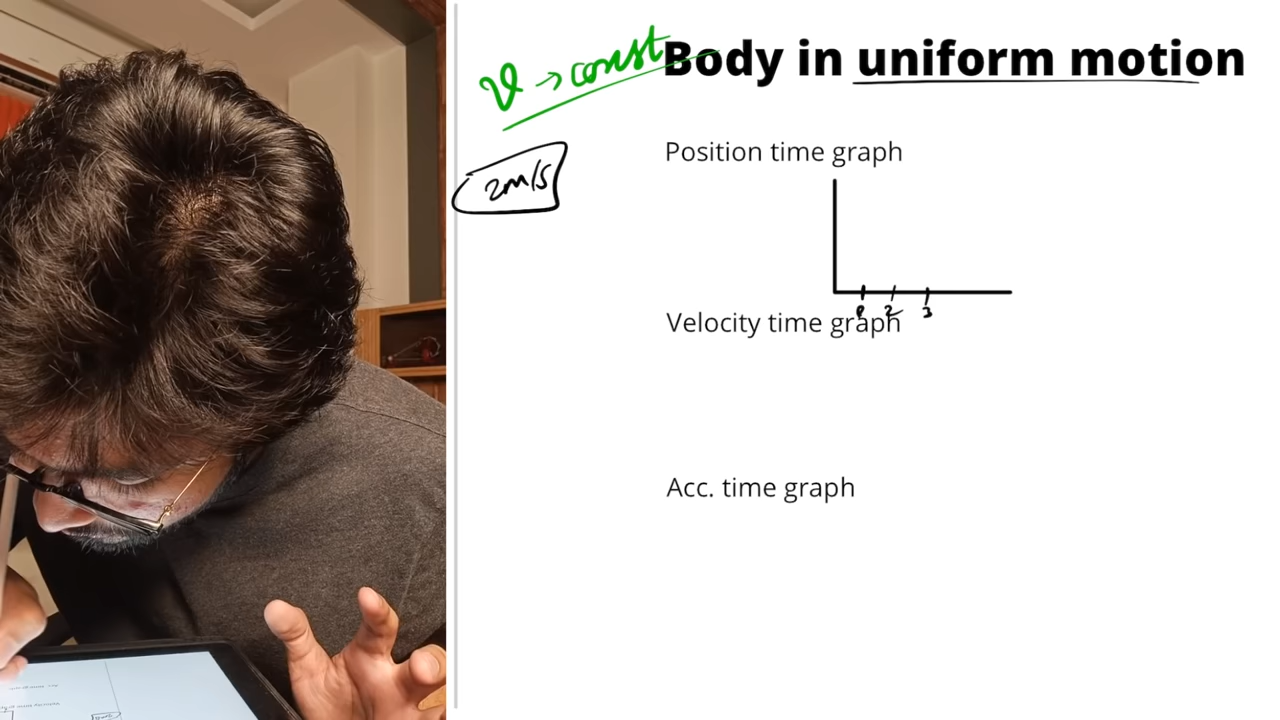 v → const
Body in uniform motion
2m/s
Position time graph
1 2 3
Velocity time graph
Acc. time graph